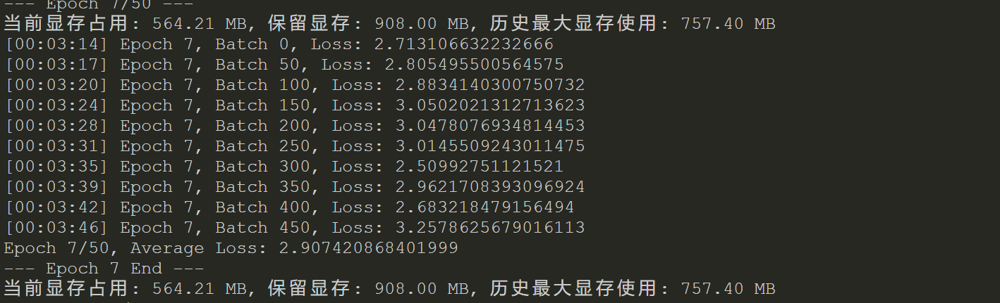 --- Epoch 7/50 ---
当前显存占用: 564.21 MB, 保留显存: 908.00 MB, 历史最大显存使用: 757.40 MB
[00:03:14] Epoch 7, Batch 0, Loss: 2.713106632232666
[00:03:17] Epoch 7, Batch 50, Loss: 2.805495500564575
[00:03:20] Epoch 7, Batch 100, Loss: 2.8834140300750732
[00:03:24] Epoch 7, Batch 150, Loss: 3.0502021312713623
[00:03:28] Epoch 7, Batch 200, Loss: 3.0478076934814453
[00:03:31] Epoch 7, Batch 250, Loss: 3.0145509243011475
[00:03:35] Epoch 7, Batch 300, Loss: 2.50992751121521
[00:03:39] Epoch 7, Batch 350, Loss: 2.9621708393096924
[00:03:42] Epoch 7, Batch 400, Loss: 2.683218479156494
[00:03:46] Epoch 7, Batch 450, Loss: 3.2578625679016113
Epoch 7/50, Average Loss: 2.907420868401999
--- Epoch 7 End ---
当前显存占用: 564.21 MB, 保留显存: 908.00 MB, 历史最大显存使用: 757.40 MB